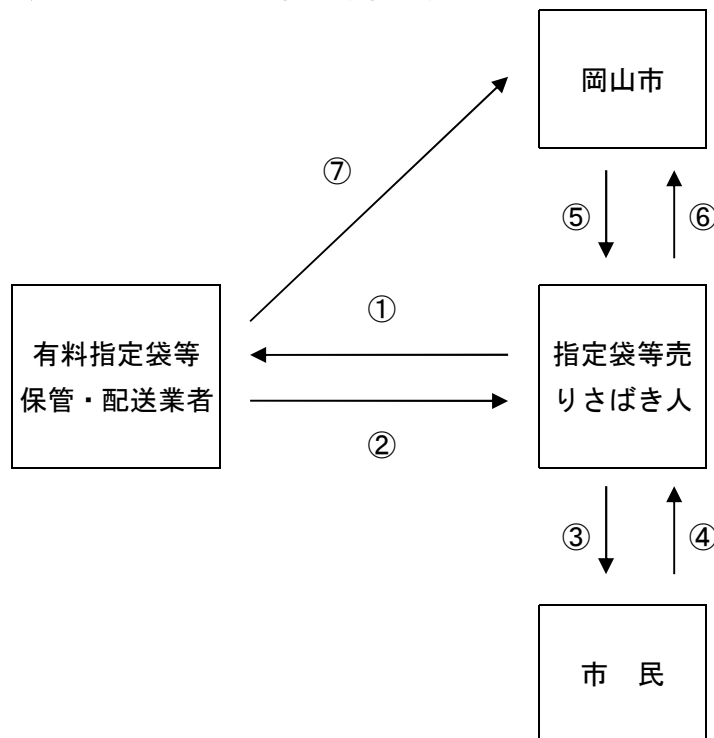 岡山市
⑦
⑤
⑥
①
有料指定袋等
保管・配送業者
指定袋等売
りさばき人
②
③
④
市　民